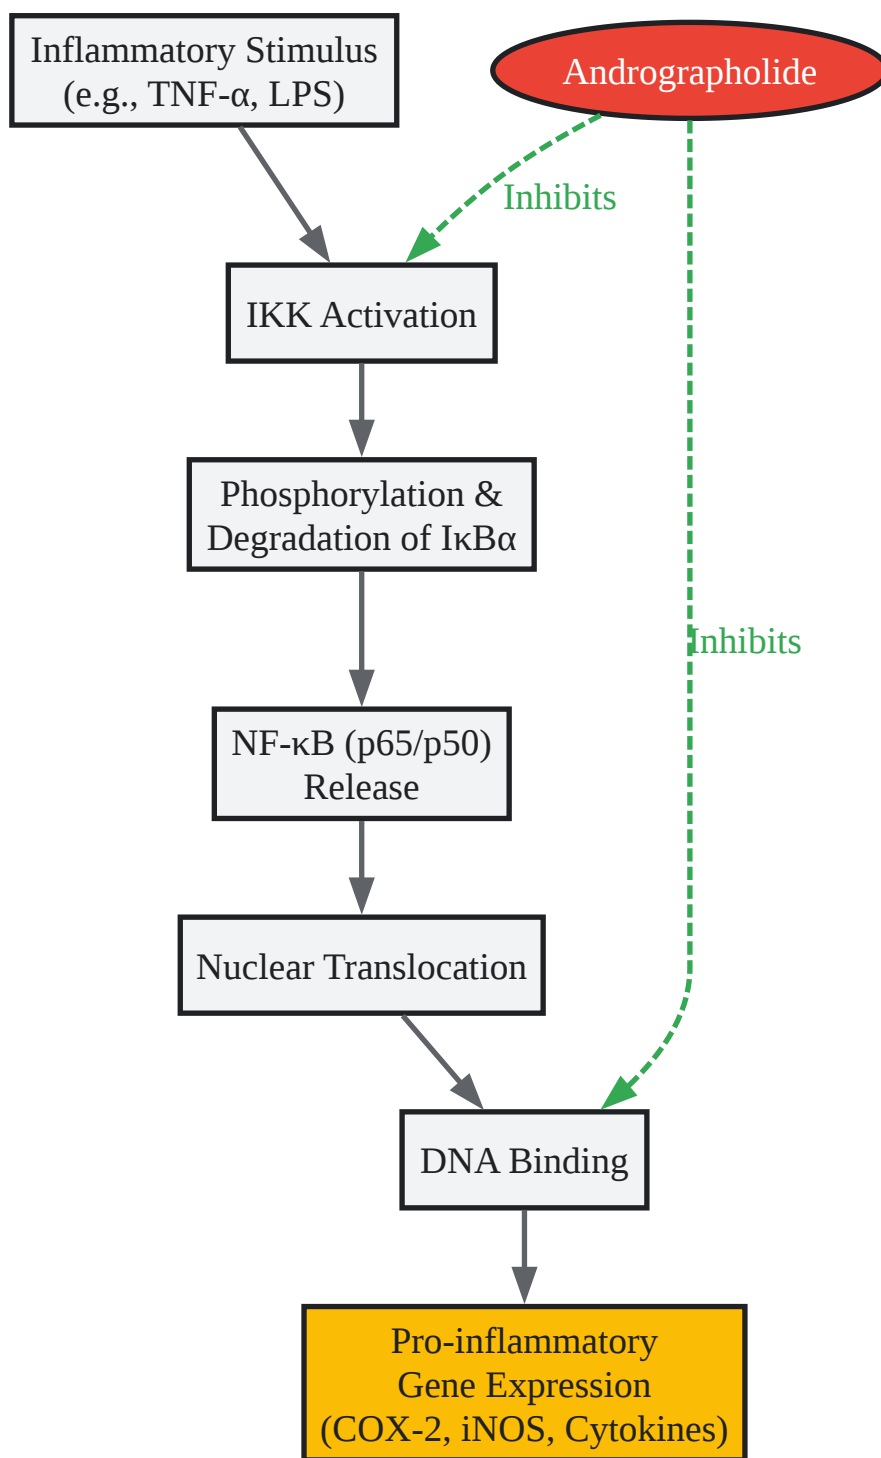 Inflammatory Stimulus
(e.g., TNF-α, LPS)
Andrographolide
Inhibits
IKK Activation
Phosphorylation &
Degradation of IκBα
Inhibits
NF-κB (p65/p50)
Release
Nuclear Translocation
DNA Binding
Pro-inflammatory
Gene Expression
(COX-2, iNOS, Cytokines)